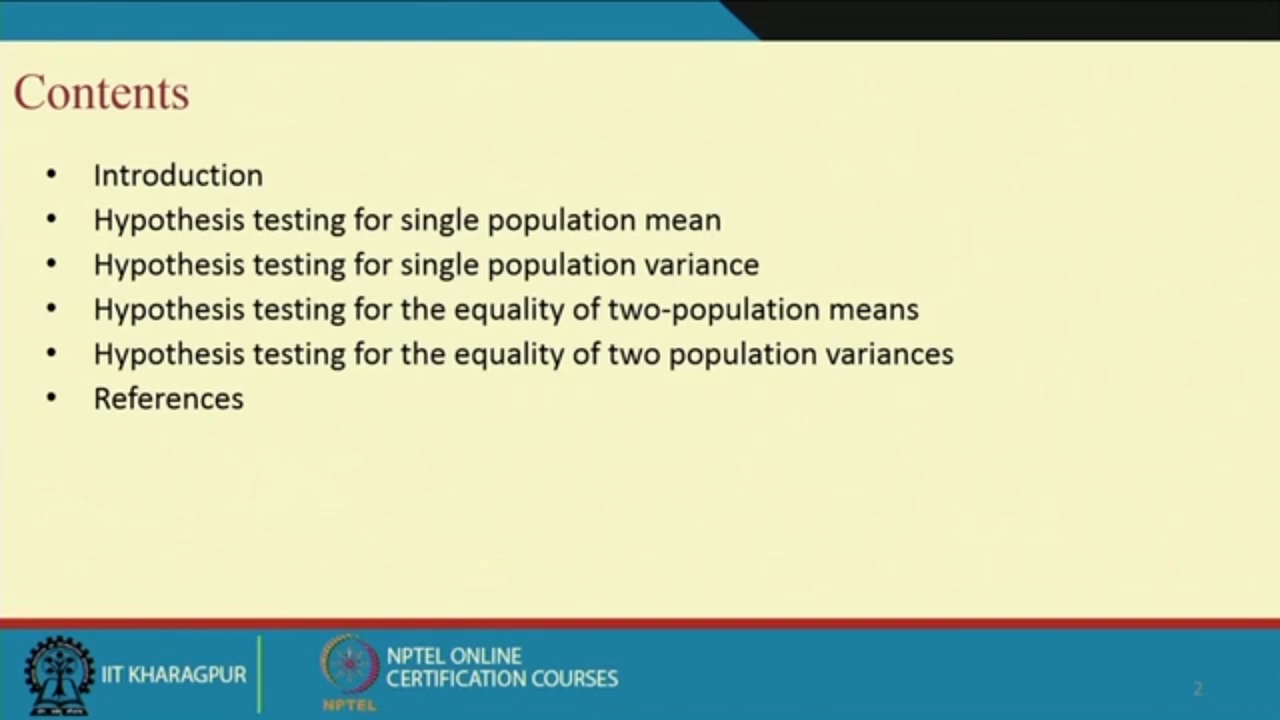 Contents
• Introduction
• Hypothesis testing for single population mean
• Hypothesis testing for single population variance
• Hypothesis testing for the equality of two-population means
• Hypothesis testing for the equality of two population variances
• References
IIT KHARAGPUR
NPTEL
NPTEL ONLINE
CERTIFICATION COURSES
2